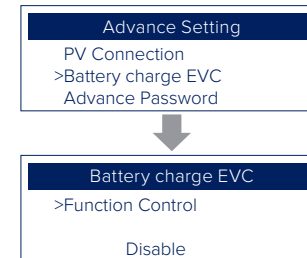 Advance Setting
PV Connection
>Battery charge EVC
Advance Password
Battery charge EVC
>Function Control
Disable